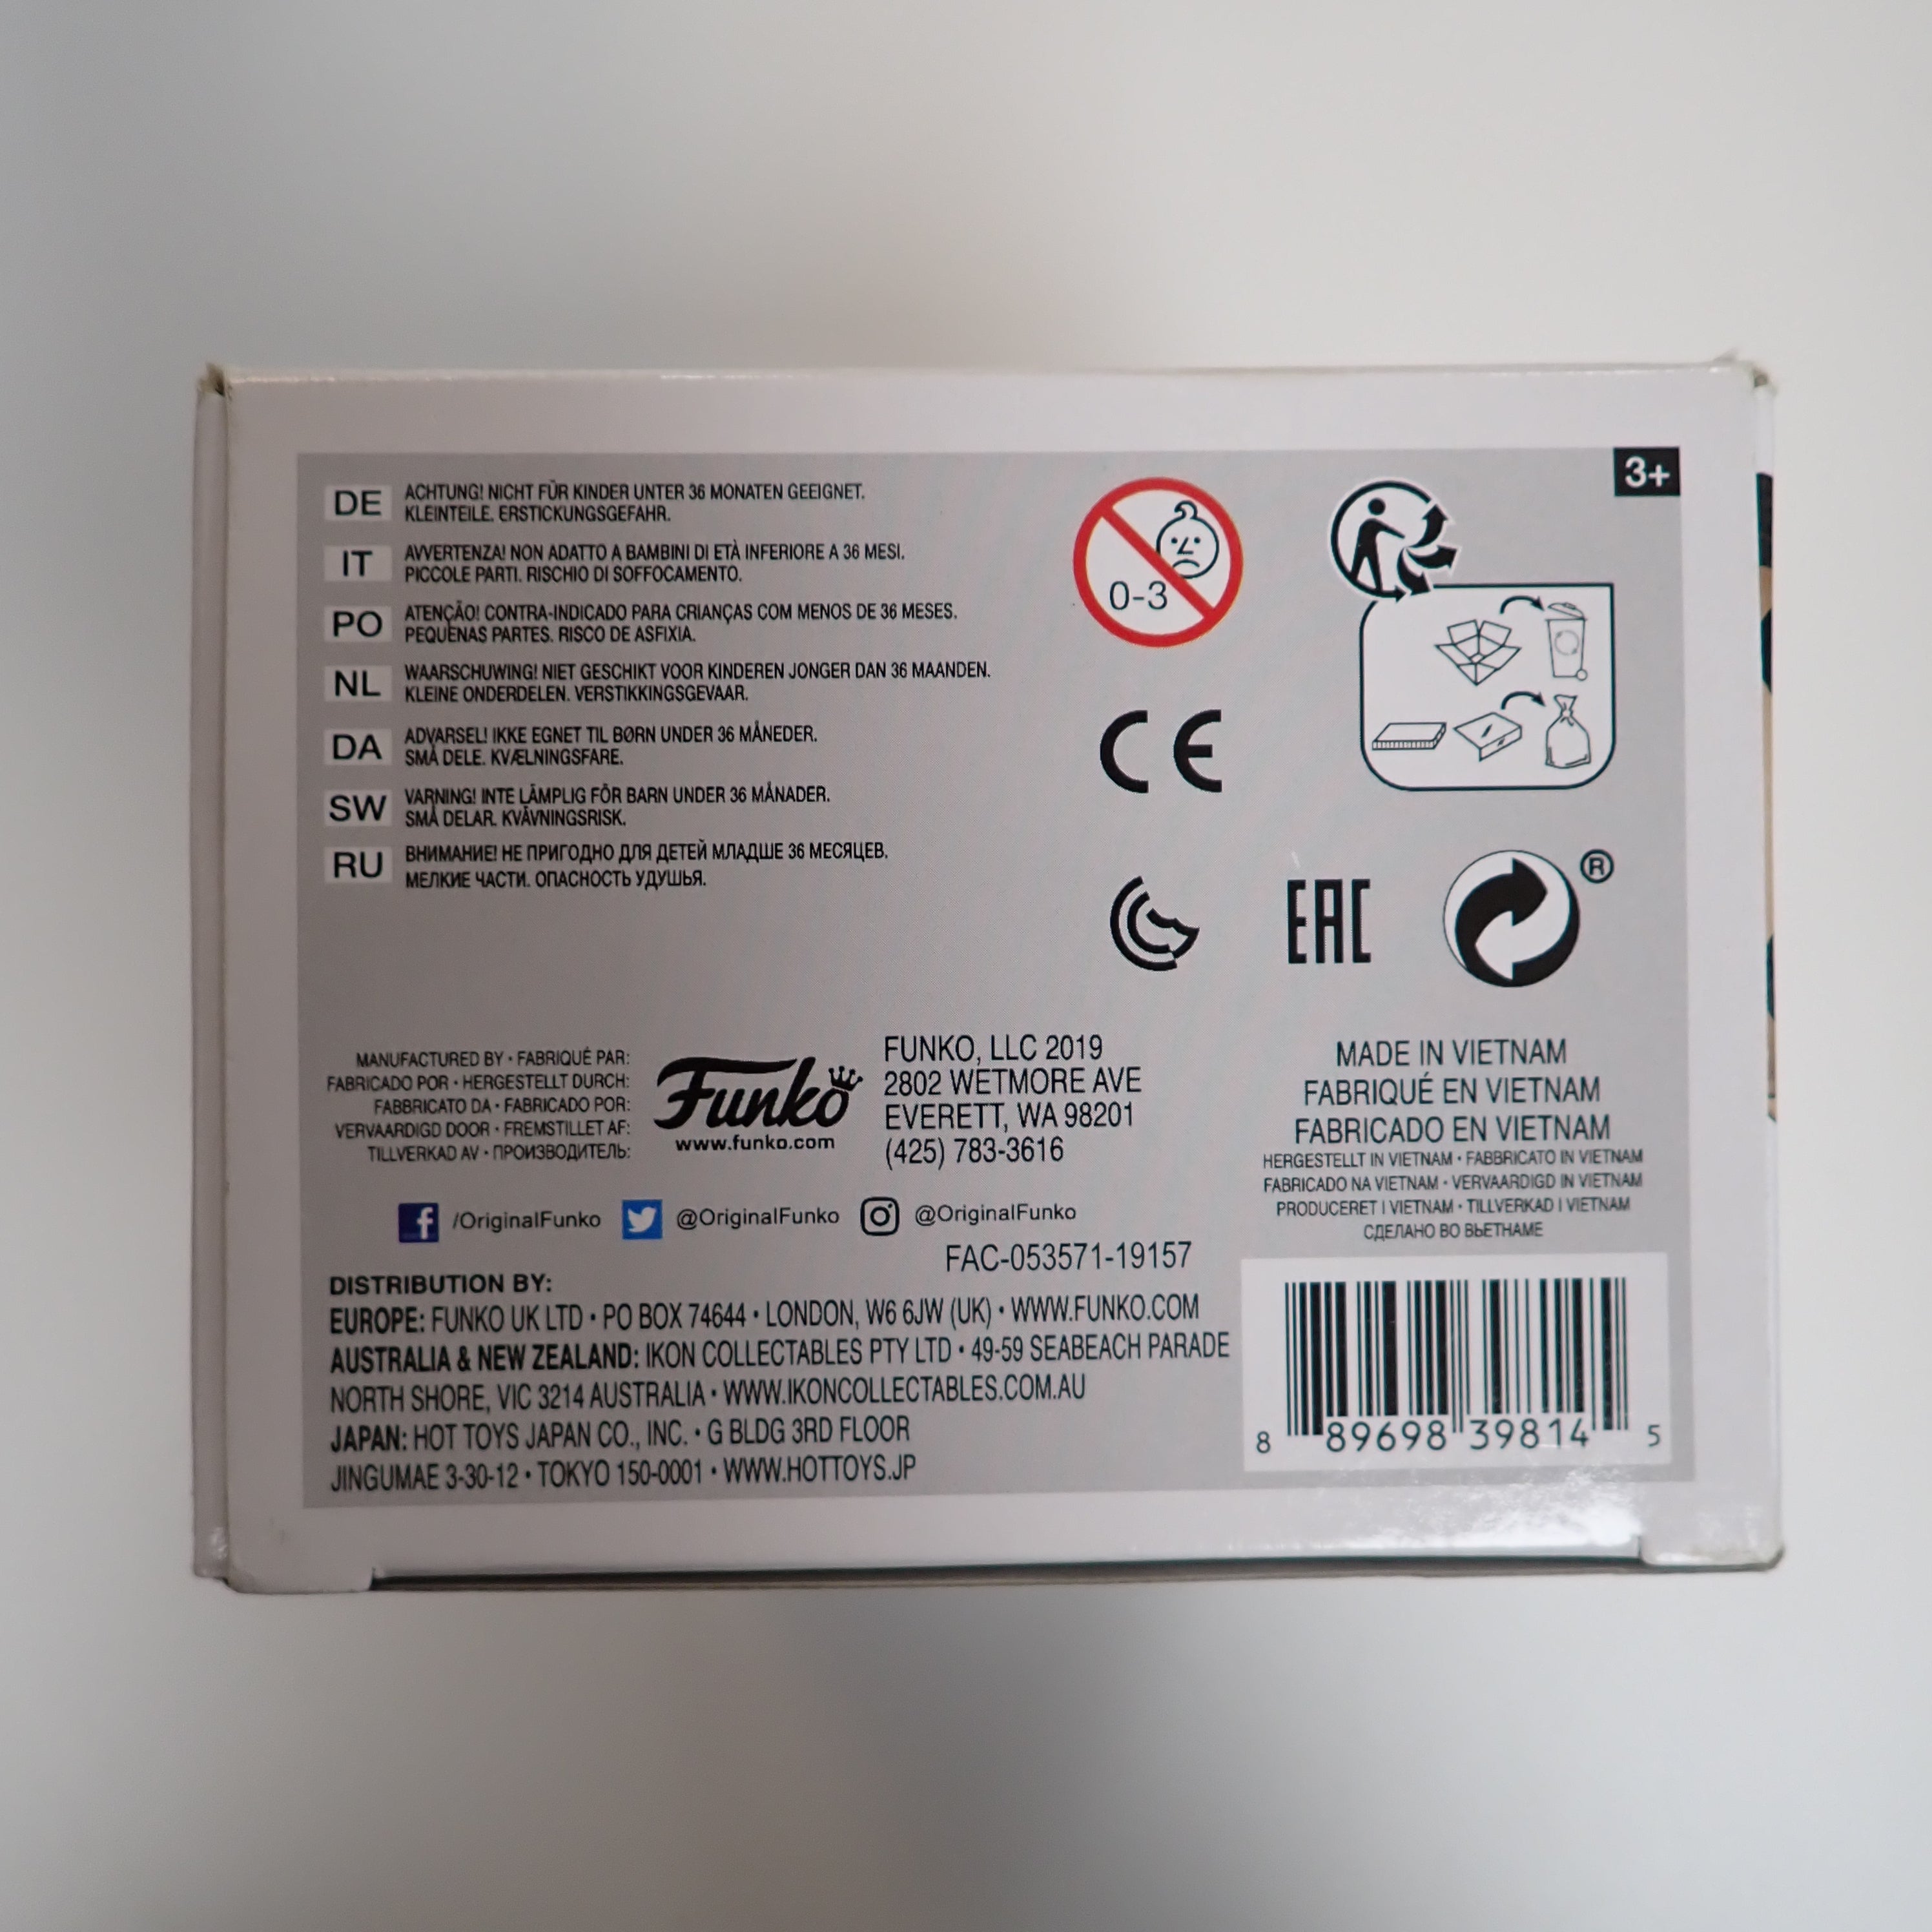 3+
DE
ACHTUNG! NICHT FÜR KINDER UNTER 36 MONATEN GEEIGNET.
KLEINTEILE. ERSTICKUNGSGEFAHR.
IT
AVVERTENZA! NON ADATTO A BAMBINI DI ETÀ INFERIORE A 36 MESI.
PICCOLE PARTI. RISCHIO DI SOFFOCAMENTO.
PO
ATENÇÃO! CONTRA-INDICADO PARA CRIANÇAS COM MENOS DE 36 MESES.
PEQUENAS PARTES. RISCO DE ASFIXIA.
NL
WAARSCHUWING! NIET GESCHIKT VOOR KINDEREN JONGER DAN 36 MAANDEN.
KLEINE ONDERDELEN. VERSTIKKINGSGEVAAR.
DA
ADVARSEL! IKKE EGNET TIL BØRN UNDER 36 MÅNEDER.
SMÅ DELE. KVÆLNINGSFARE.
SW
VARNING! INTE LÄMPLIG FÖR BARN UNDER 36 MÅNADER.
SMÅ DELAR. KVÄVNINGSRISK.
RU
ВНИМАНИЕ! НЕ ПРИГОДНО ДЛЯ ДЕТЕЙ МЛАДШЕ 36 МЕСЯЦЕВ.
МЕЛКИЕ ЧАСТИ. ОПАСНОСТЬ УДУШЬЯ.
0-3
CE
EAC
®
MANUFACTURED BY • FABRIQUÉ PAR:
FABRICADO POR • HERGESTELLT DURCH:
FABBRICATO DA • FABRICADO POR:
VERVAARDIGD DOOR • FREMSTILLET AF:
TILLVERKAD AV • ПРОИЗВОДИТЕЛЬ:
Funko
www.funko.com
FUNKO, LLC 2019
2802 WETMORE AVE
EVERETT, WA 98201
(425) 783-3616
MADE IN VIETNAM
FABRIQUÉ EN VIETNAM
FABRICADO EN VIETNAM
HERGESTELLT IN VIETNAM • FABBRICATO IN VIETNAM
FABRICADO NA VIETNAM • VERVAARDIGD IN VIETNAM
PRODUCERET I VIETNAM • TILLVERKAD I VIETNAM
СДЕЛАНО ВО ВЬЕТНАМЕ
/OriginalFunko @OriginalFunko @OriginalFunko
FAC-053571-19157
DISTRIBUTION BY:
EUROPE: FUNKO UK LTD • PO BOX 74644 • LONDON, W6 6JW (UK) • WWW.FUNKO.COM
AUSTRALIA & NEW ZEALAND: IKON COLLECTABLES PTY LTD • 49-59 SEABEACH PARADE
NORTH SHORE, VIC 3214 AUSTRALIA • WWW.IKONCOLLECTABLES.COM.AU
JAPAN: HOT TOYS JAPAN CO., INC. • G BLDG 3RD FLOOR
JINGUMAE 3-30-12 • TOKYO 150-0001 • WWW.HOTTOYS.JP
8 89698 39814 5